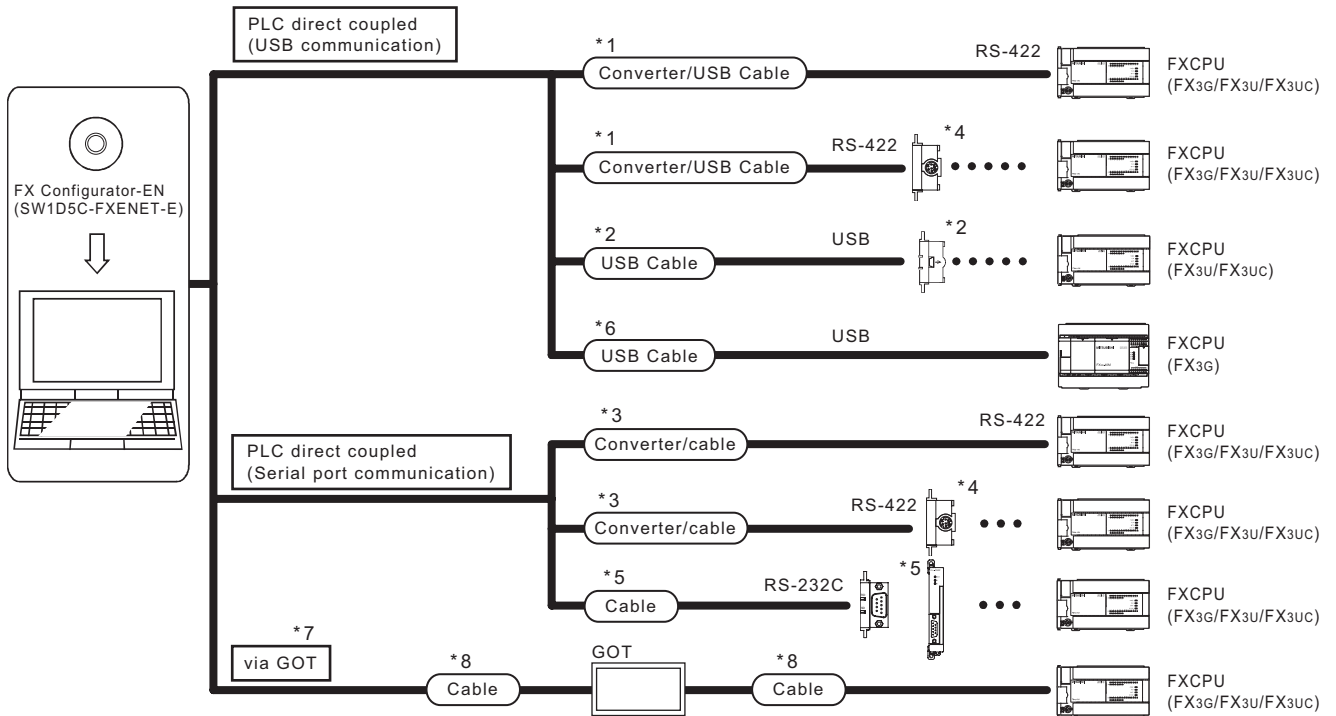 PLC direct coupled
(USB communication)
*1
Converter/USB Cable
RS-422
FXCPU
(FX3G/FX3U/FX3UC)
*1
Converter/USB Cable
RS-422
*4
FXCPU
(FX3G/FX3U/FX3UC)
FX Configurator-EN
(SW1D5C-FXENET-E)
*2
USB Cable
USB
*2
FXCPU
(FX3U/FX3UC)
*6
USB Cable
USB
FXCPU
(FX3G)
PLC direct coupled
(Serial port communication)
*3
Converter/cable
RS-422
FXCPU
(FX3G/FX3U/FX3UC)
*3
Converter/cable
RS-422
*4
FXCPU
(FX3G/FX3U/FX3UC)
*5
Cable
RS-232C
*5
FXCPU
(FX3G/FX3U/FX3UC)
*7
via GOT
*8
Cable
GOT
*8
Cable
FXCPU
(FX3G/FX3U/FX3UC)